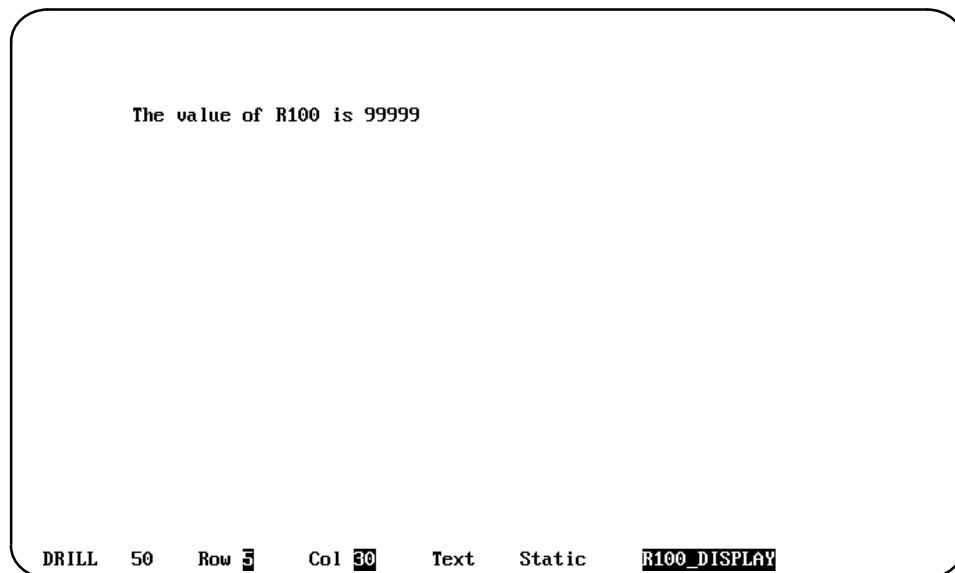 The value of R100 is 99999
DRILL 50 Row 5 Col 30 Text Static R100_DISPLAY